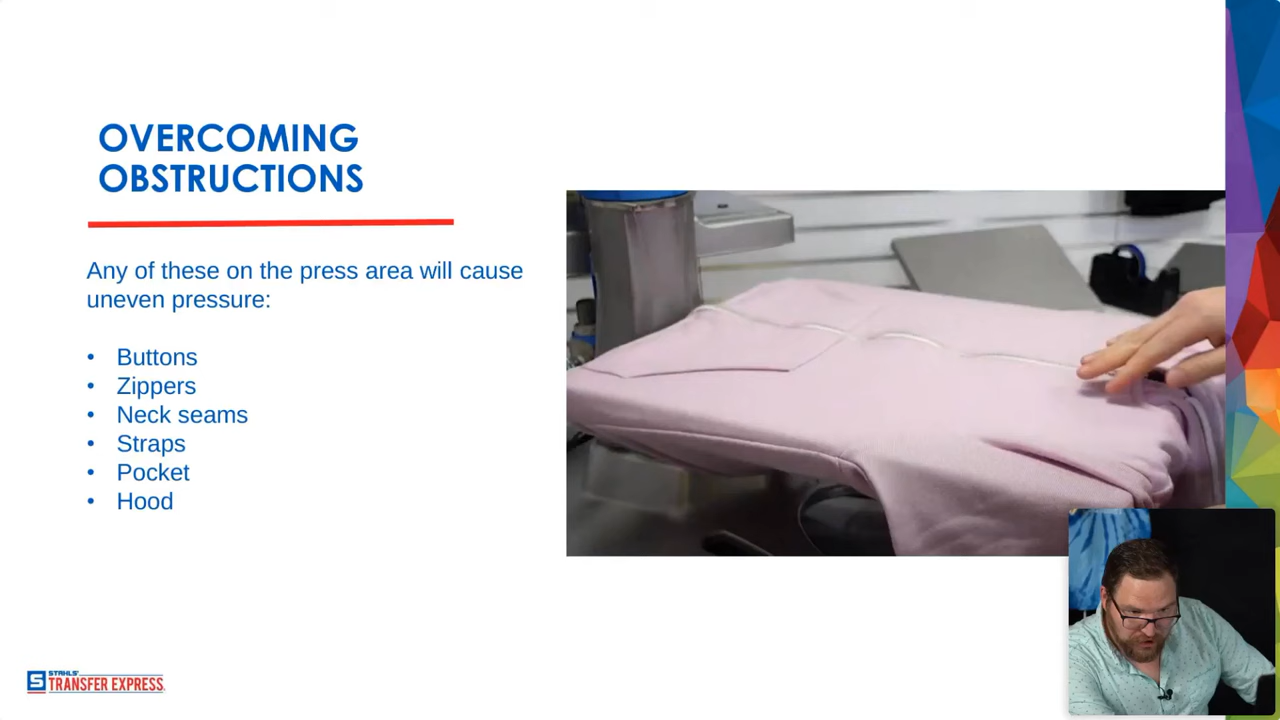 OVERCOMING
OBSTRUCTIONS
Any of these on the press area will cause
uneven pressure:
• Buttons
• Zippers
• Neck seams
• Straps
• Pocket
• Hood
S STAHLS'
TRANSFER EXPRESS